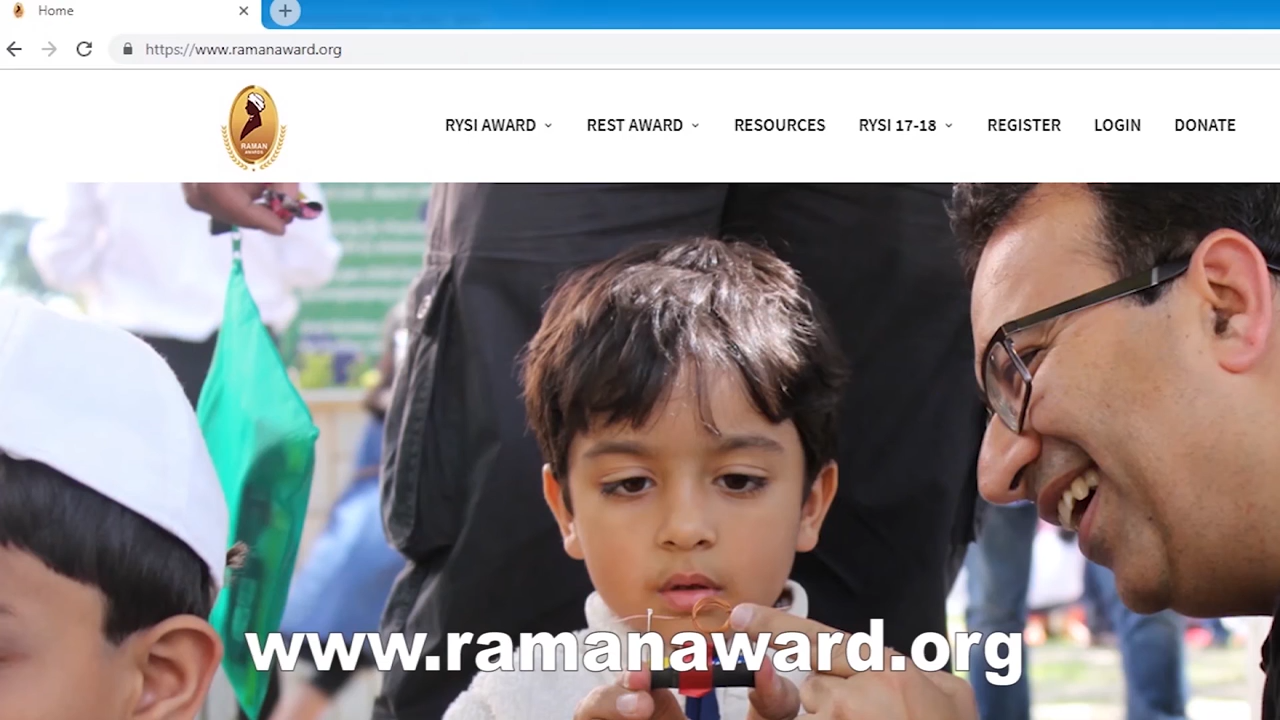 Home
https://www.ramanaward.org
RAMAN
AWARDS
RYSI AWARD REST AWARD RESOURCES RYSI 17-18 REGISTER LOGIN DONATE
www.ramanaward.org